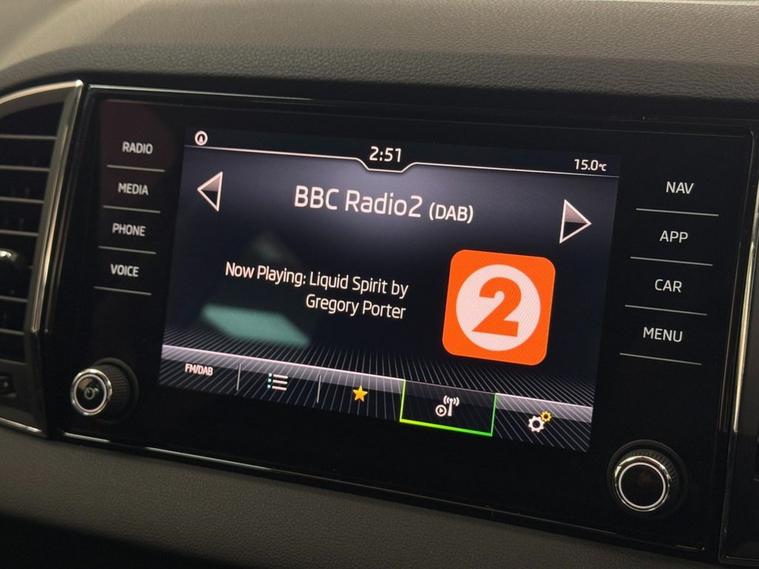 2:51
15.0°C
RADIO
MEDIA
PHONE
VOICE
BBC Radio2 (DAB)
Now Playing: Liquid Spirit by
Gregory Porter
2
FM/DAB
NAV
APP
CAR
MENU